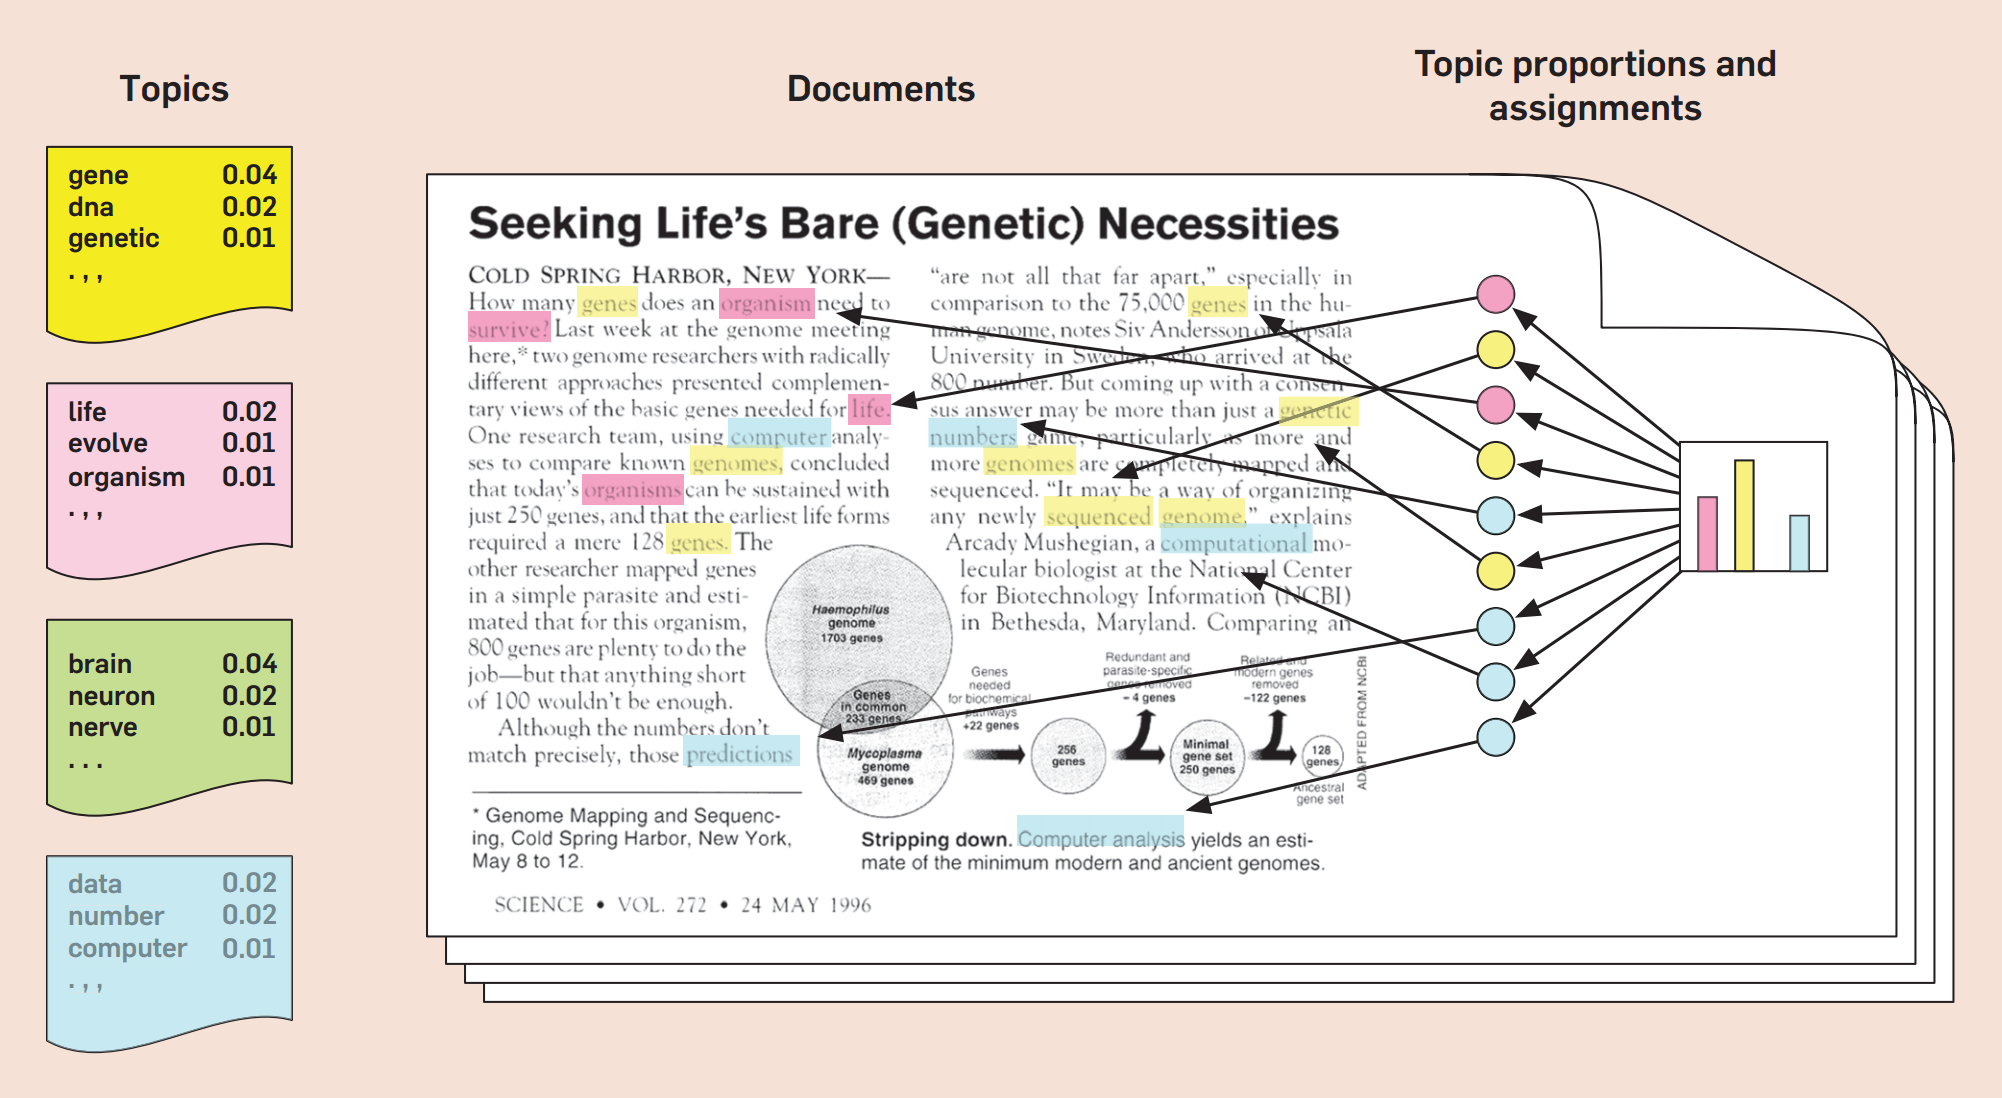 Topics
gene 0.04
dna 0.02
genetic 0.01
. , ,
life 0.02
evolve 0.01
organism 0.01
. , ,
brain 0.04
neuron 0.02
nerve 0.01
. . .
data 0.02
number 0.02
computer 0.01
. , ,
Documents
Seeking Life's Bare (Genetic) Necessities
COLD SPRING HARBOR, NEW YORK—
How many genes does an organism need to
survive? Last week at the genome meeting
here,* two genome researchers with radically
different approaches presented complemen-
tary views of the basic genes needed for life.
One research team, using computer analy-
ses to compare known genomes, concluded
that today's organisms can be sustained with
just 250 genes, and that the earliest life forms
required a mere 128 genes. The
other researcher mapped genes
in a simple parasite and esti-
mated that for this organism,
800 genes are plenty to do the
job—but that anything short
of 100 wouldn't be enough.
Although the numbers don't
match precisely, those predictions
* Genome Mapping and Sequenc-
ing, Cold Spring Harbor, New York,
May 8 to 12.
"are not all that far apart," especially in
comparison to the 75,000 genes in the hu-
man genome, notes Siv Andersson of Uppsala
University in Sweden, who arrived at the
800 number. But coming up with a consen-
sus answer may be more than just a genetic
numbers game, particularly as more and
more genomes are completely mapped and
sequenced. "It may be a way of organizing
any newly sequenced genome," explains
Arcady Mushegian, a computational mo-
lecular biologist at the National Center
for Biotechnology Information (NCBI)
in Bethesda, Maryland. Comparing an
Haemophilus
genome
1703 genes
Genes
in common
233 genes
Mycoplasma
genome
469 genes
Genes
needed
for biochemical
pathways
+22 genes
256
genes
Redundant and
parasite-specific
genes removed
–4 genes
Minimal
gene set
250 genes
Related and
modern genes
removed
–122 genes
128
genes
Ancestral
gene set
ADAPTED FROM NCBI
Stripping down. Computer analysis yields an esti-
mate of the minimum modern and ancient genomes.
SCIENCE • VOL. 272 • 24 MAY 1996
Topic proportions and
assignments